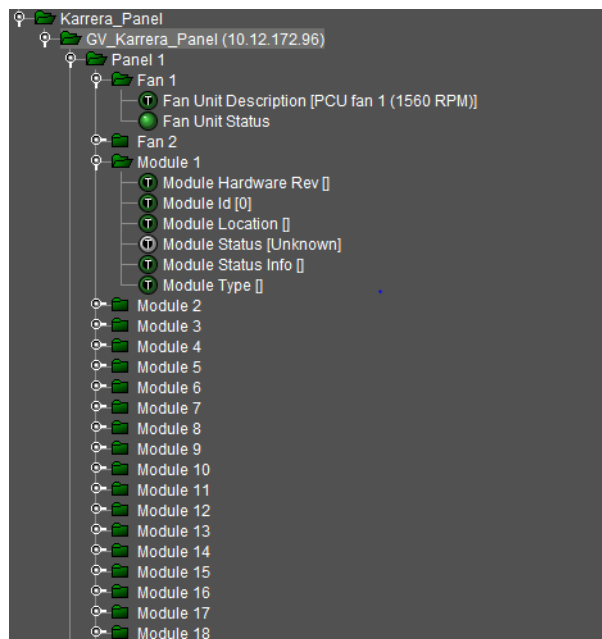 Karrera_Panel
GV_Karrera_Panel (10.12.172.96)
Panel 1
Fan 1
T Fan Unit Description [PCU fan 1 (1560 RPM)]
Fan Unit Status
Fan 2
Module 1
T Module Hardware Rev []
T Module Id [0]
T Module Location []
T Module Status [Unknown]
T Module Status Info []
T Module Type []
Module 2
Module 3
Module 4
Module 5
Module 6
Module 7
Module 8
Module 9
Module 10
Module 11
Module 12
Module 13
Module 14
Module 15
Module 16
Module 17
Module 18